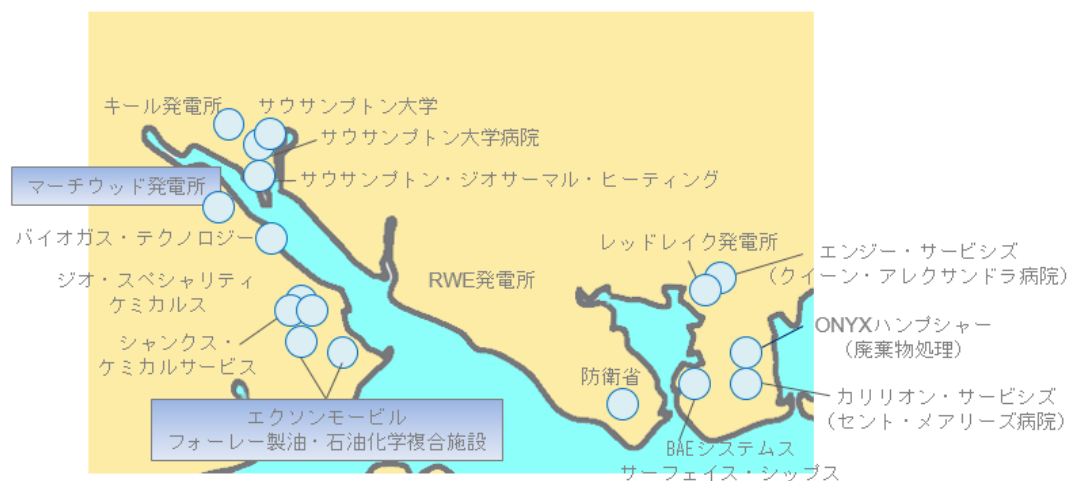 キール発電所
サウサンプトン大学
サウサンプトン大学病院
マーチウッド発電所
サウサンプトン・ジオサーマル・ヒーティング
バイオガス・テクノロジー
ジオ・スペシャリティ
ケミカルス
RWE発電所
レッドレイク発電所
エンジー・サービシズ
(クイーン・アレクサンドラ病院)
シャンクス・
ケミカルサービス
ONYXハンプシャー
(廃棄物処理)
防衛省
カリリオン・サービシズ
(セント・メアリーズ病院)
エクソンモービル
フォーレー製油・石油化学複合施設
BAEシステムス
サーフェイス・シップス